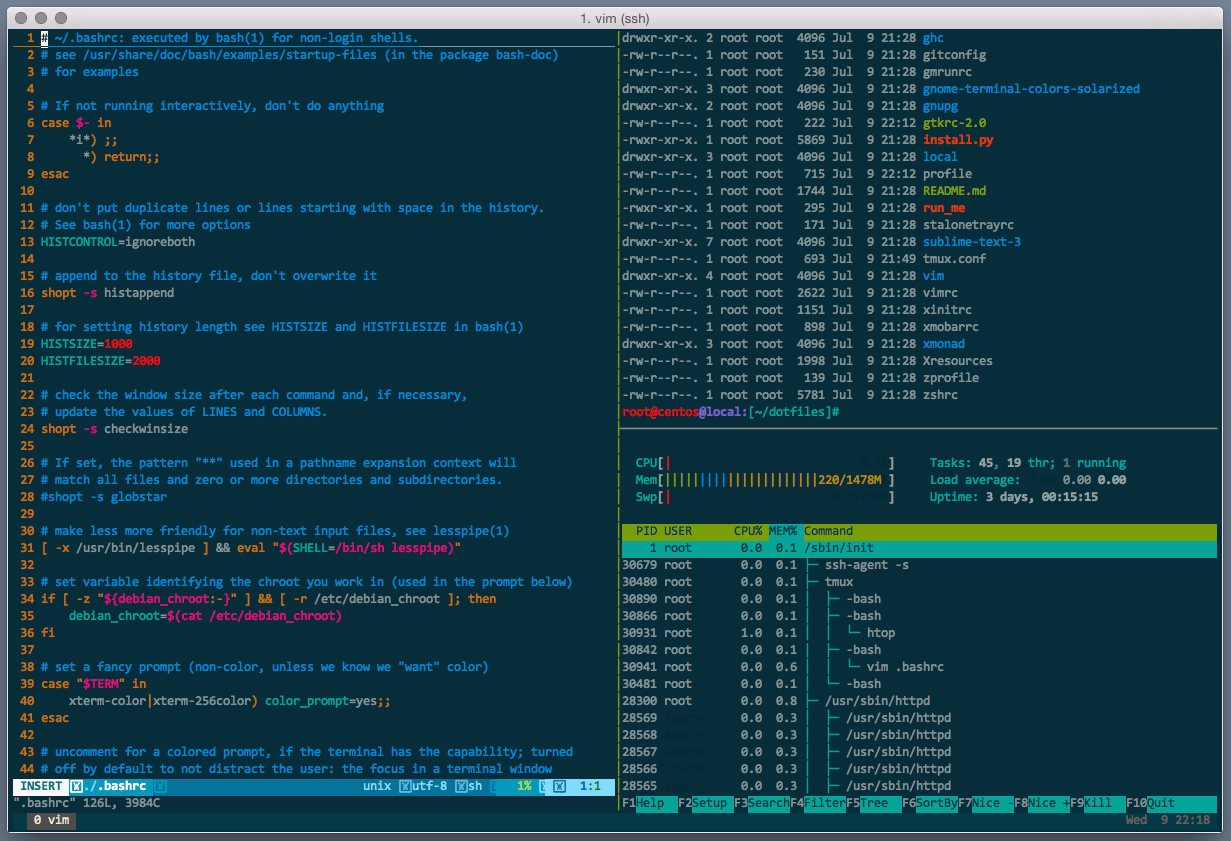 1. vim (ssh)
1 # ~/.bashrc: executed by bash(1) for non-login shells.
2 # see /usr/share/doc/bash/examples/startup-files (in the package bash-doc)
3 # for examples
4
5 # If not running interactively, don't do anything
6 case $- in
7 *i*) ;;
8 *) return;;
9 esac
10
11 # don't put duplicate lines or lines starting with space in the history.
12 # See bash(1) for more options
13 HISTCONTROL=ignoreboth
14
15 # append to the history file, don't overwrite it
16 shopt -s histappend
17
18 # for setting history length see HISTSIZE and HISTFILESIZE in bash(1)
19 HISTSIZE=1000
20 HISTFILESIZE=2000
21
22 # check the window size after each command and, if necessary,
23 # update the values of LINES and COLUMNS.
24 shopt -s checkwinsize
25
26 # If set, the pattern "**" used in a pathname expansion context will
27 # match all files and zero or more directories and subdirectories.
28 #shopt -s globstar
29
30 # make less more friendly for non-text input files, see lesspipe(1)
31 [ -x /usr/bin/lesspipe ] && eval "$(SHELL=/bin/sh lesspipe)"
32
33 # set variable identifying the chroot you work in (used in the prompt below)
34 if [ -z "${debian_chroot:-}" ] && [ -r /etc/debian_chroot ]; then
35 debian_chroot=$(cat /etc/debian_chroot)
36 fi
37
38 # set a fancy prompt (non-color, unless we know we "want" color)
39 case "$TERM" in
40 xterm-color|xterm-256color) color_prompt=yes;;
41 esac
42
43 # uncomment for a colored prompt, if the terminal has the capability; turned
44 # off by default to not distract the user: the focus in a terminal window
INSERT ./.bashrc unix utf-8 sh 1% 1:1
".bashrc" 126L, 3984C
drwxr-xr-x. 2 root root 4096 Jul 9 21:28 ghc
-rw-r--r--. 1 root root 151 Jul 9 21:28 gitconfig
-rw-r--r--. 1 root root 230 Jul 9 21:28 gmrunrc
drwxr-xr-x. 3 root root 4096 Jul 9 21:28 gnome-terminal-colors-solarized
drwxr-xr-x. 2 root root 4096 Jul 9 21:28 gnupg
-rw-r--r--. 1 root root 222 Jul 9 22:12 gtkrc-2.0
-rwxr-xr-x. 1 root root 5869 Jul 9 21:28 install.py
drwxr-xr-x. 3 root root 4096 Jul 9 21:28 local
-rw-r--r--. 1 root root 715 Jul 9 22:12 profile
-rw-r--r--. 1 root root 1744 Jul 9 21:28 README.md
-rwxr-xr-x. 1 root root 295 Jul 9 21:28 run_me
-rw-r--r--. 1 root root 171 Jul 9 21:28 stalonetrayrc
drwxr-xr-x. 7 root root 4096 Jul 9 21:28 sublime-text-3
-rw-r--r--. 1 root root 693 Jul 9 21:49 tmux.conf
drwxr-xr-x. 4 root root 4096 Jul 9 21:28 vim
-rw-r--r--. 1 root root 2622 Jul 9 21:28 vimrc
-rw-r--r--. 1 root root 1151 Jul 9 21:28 xinitrc
-rw-r--r--. 1 root root 898 Jul 9 21:28 xmobarrc
drwxr-xr-x. 3 root root 4096 Jul 9 21:28 xmonad
-rw-r--r--. 1 root root 1998 Jul 9 21:28 Xresources
-rw-r--r--. 1 root root 139 Jul 9 21:28 zprofile
-rw-r--r--. 1 root root 5781 Jul 9 21:28 zshrc
root@centos@local:[~/dotfiles]#
CPU[| ] Tasks: 45, 19 thr; 1 running
Mem[||||||||||||||||||||||220/1478M ] Load average: 0.00 0.00
Swp[| ] Uptime: 3 days, 00:15:15
PID USER CPU% MEM% Command
1 root 0.0 0.1 /sbin/init
30679 root 0.0 0.1 ├─ ssh-agent -s
30480 root 0.0 0.1 ├─ tmux
30890 root 0.0 0.1 │ ├─ -bash
30866 root 0.0 0.1 │ ├─ -bash
30931 root 1.0 0.1 │ │ └─ htop
30842 root 0.0 0.1 │ ├─ -bash
30941 root 0.0 0.6 │ │ └─ vim .bashrc
30481 root 0.0 0.1 │ └─ -bash
28300 root 0.0 0.8 ├─ /usr/sbin/httpd
28569 0.0 0.3 │ ├─ /usr/sbin/httpd
28568 0.0 0.3 │ ├─ /usr/sbin/httpd
28567 0.0 0.3 │ ├─ /usr/sbin/httpd
28566 0.0 0.3 │ ├─ /usr/sbin/httpd
28565 0.0 0.3 │ ├─ /usr/sbin/httpd
F1Help F2Setup F3SearchF4FilterF5Tree F6SortByF7Nice -F8Nice +F9Kill F10Quit
0 vim Wed 9 22:18